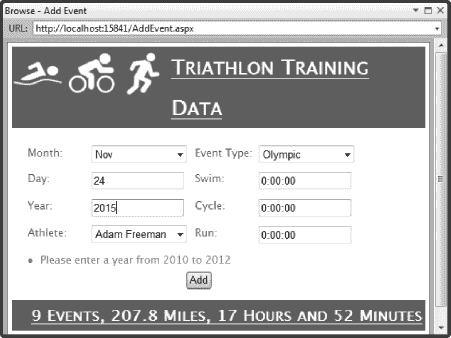 Browse - Add Event
URL: http://localhost:15841/AddEvent.aspx
Triathlon Training
Data
Month: Nov Event Type: Olympic
Day: 24 Swim: 0:00:00
Year: 2015 Cycle: 0:00:00
Athlete: Adam Freeman Run: 0:00:00
• Please enter a year from 2010 to 2012
Add
9 Events, 207.8 Miles, 17 Hours and 52 Minutes